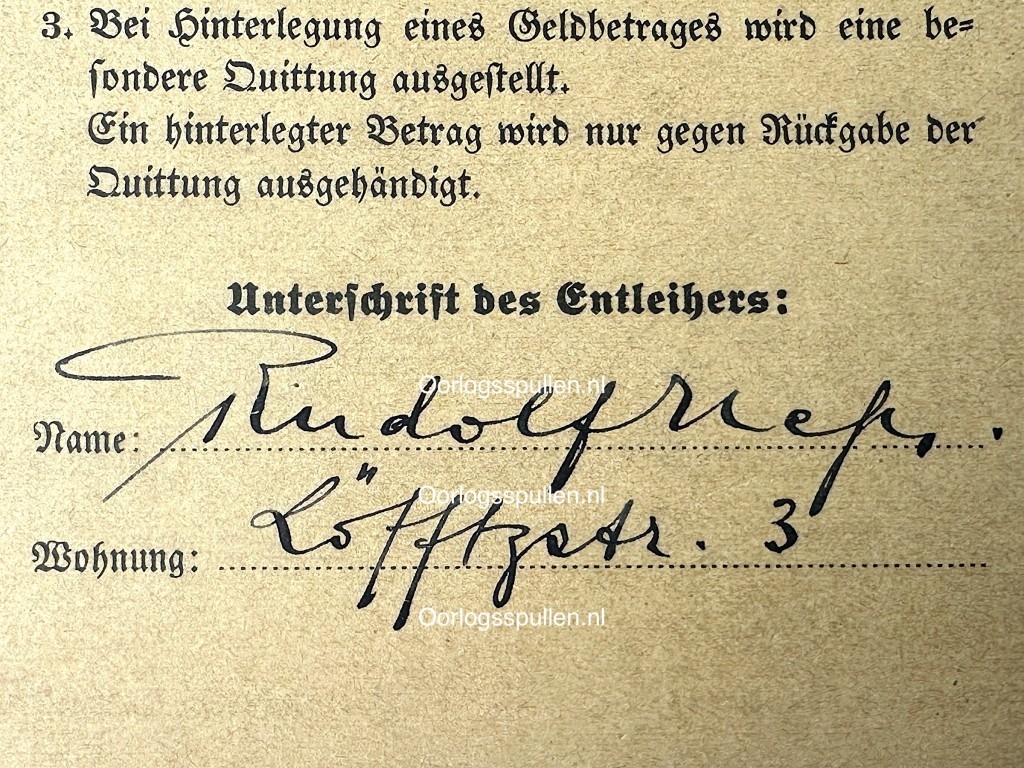 3. Bei Hinterlegung eines Geldbetrages wird eine be=
sondere Quittung ausgestellt.
Ein hinterlegter Betrag wird nur gegen Rückgabe der
Quittung ausgehändigt.
Unterschrift des Entleihers:
Oorlogsspullen.nl
Name: Rudolf
Oorlogsspullen.nl
Wohnung: Löfftzstr. 3
Oorlogsspullen.nl